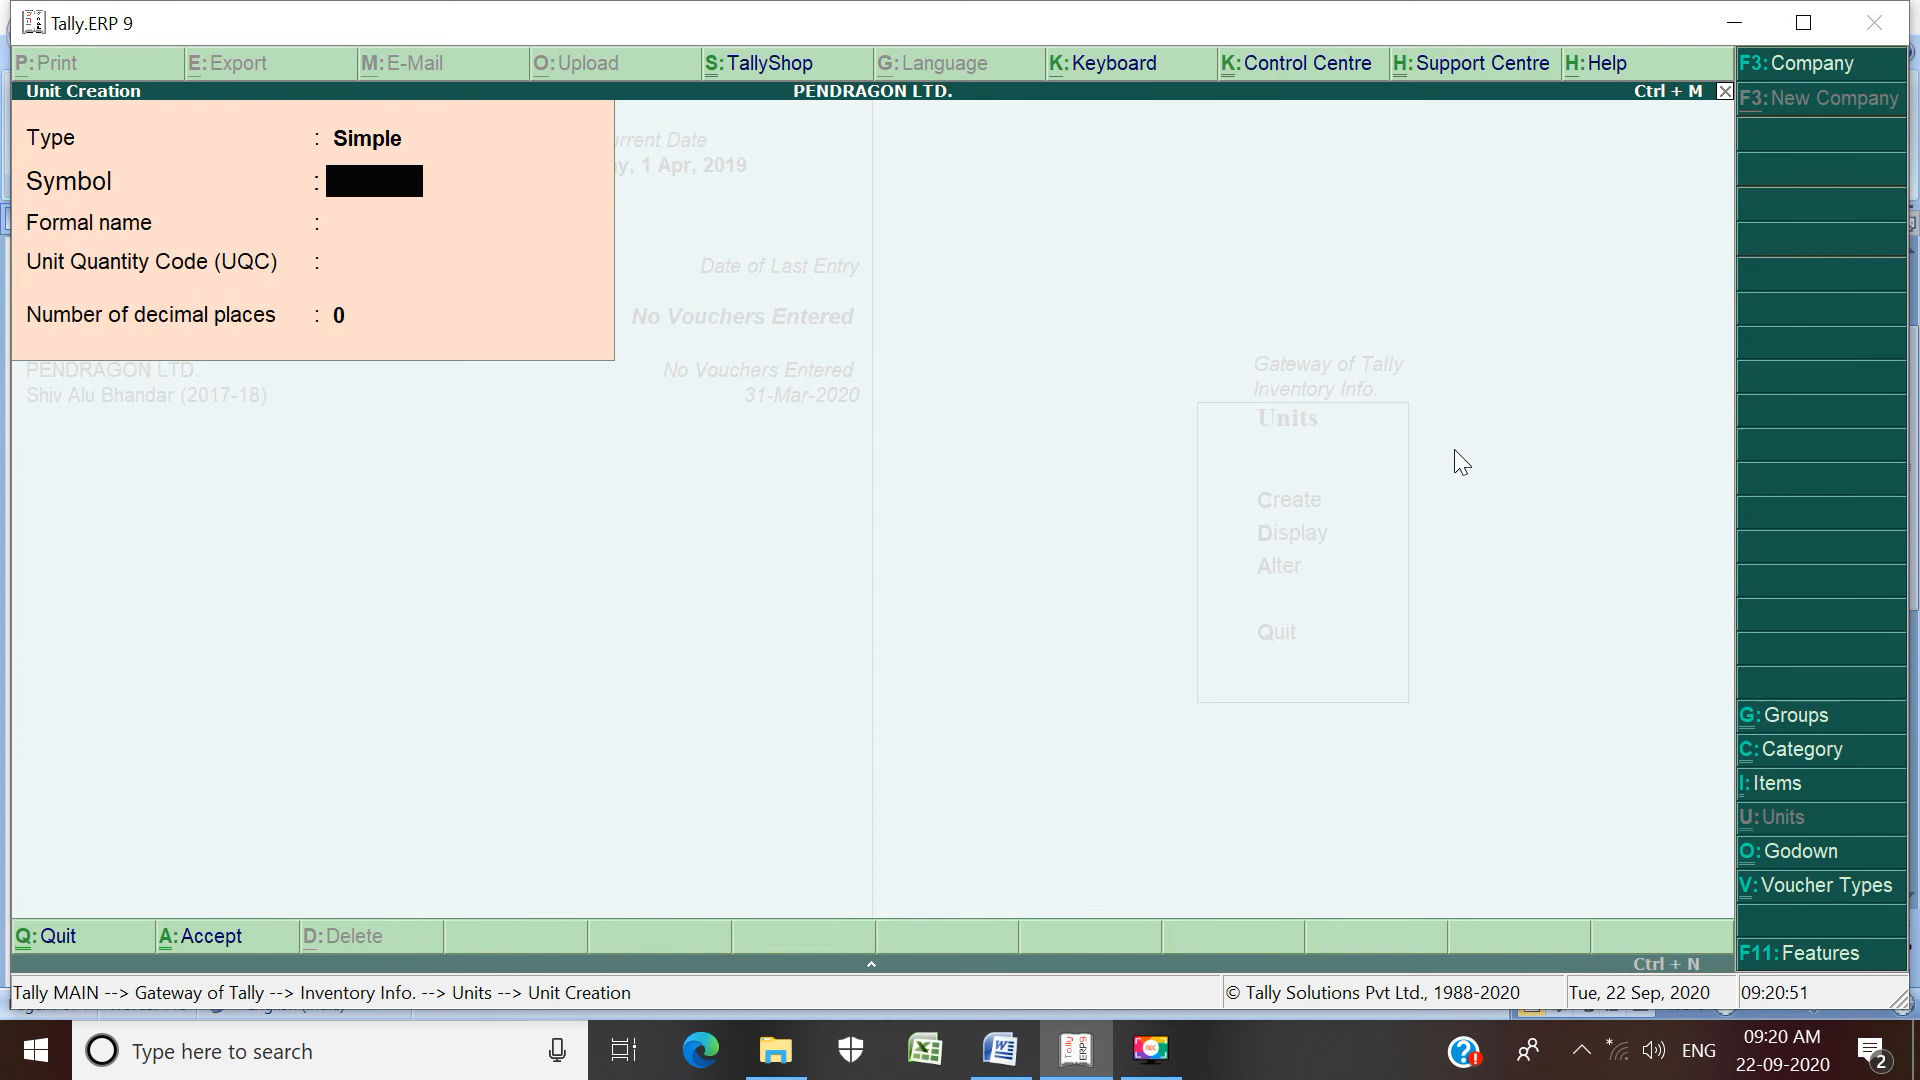 Tally.ERP 9
P: Print E: Export M: E-Mail O: Upload S: TallyShop G: Language K: Keyboard K: Control Centre H: Support Centre H: Help F3: Company
Unit Creation PENDRAGON LTD. Ctrl + M F3: New Company
Type : Simple
Symbol :
Formal name :
Unit Quantity Code (UQC) :
Number of decimal places : 0
rrent Date
y, 1 Apr, 2019
Date of Last Entry
No Vouchers Entered
PENDRAGON LTD. No Vouchers Entered
Shiv Alu Bhandar (2017-18) 31-Mar-2020
Gateway of Tally
Inventory Info.
Units
Create
Display
Alter
Quit
G: Groups
C: Category
I: Items
U: Units
O: Godown
V: Voucher Types
F11: Features
Q: Quit A: Accept D: Delete
Ctrl + N
Tally MAIN --> Gateway of Tally --> Inventory Info. --> Units --> Unit Creation © Tally Solutions Pvt Ltd., 1988-2020 Tue, 22 Sep, 2020 09:20:51
Type here to search
Tally
ERP9
ENG
09:20 AM
22-09-2020
2